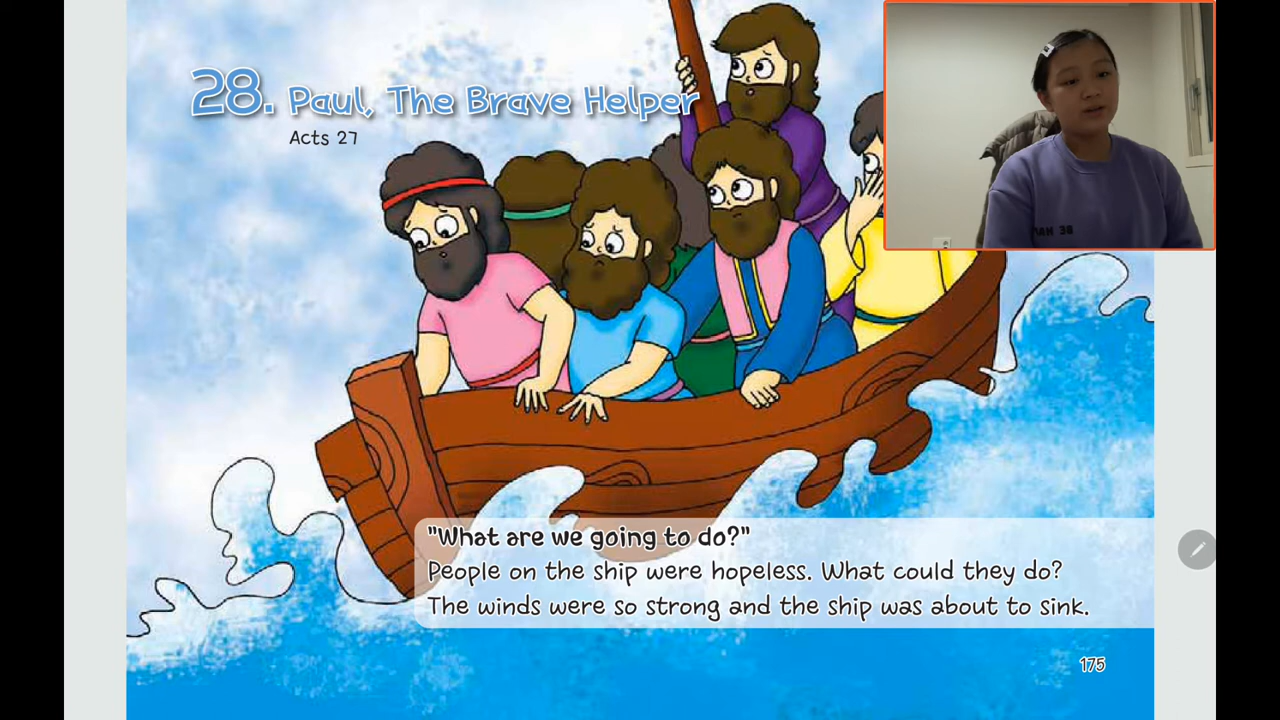 28. Paul, The Brave Helper
Acts 27
"What are we going to do?"
People on the ship were hopeless. What could they do?
The winds were so strong and the ship was about to sink.
175